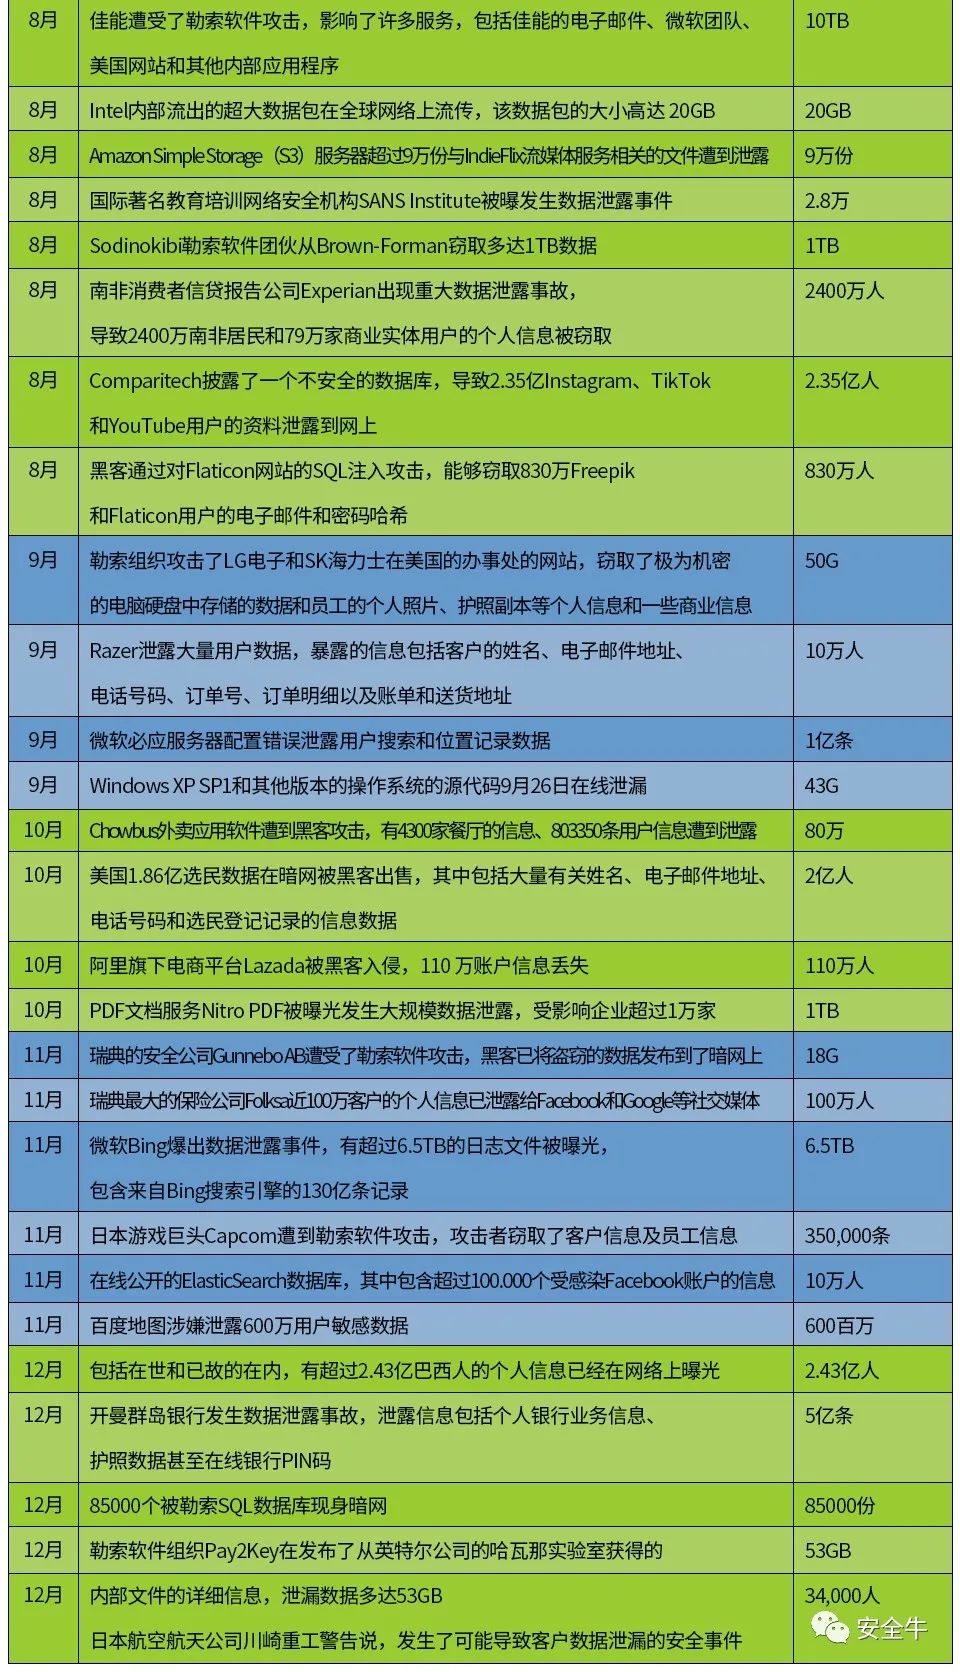 8月 佳能遭受了勒索软件攻击，影响了许多服务，包括佳能的电子邮件、微软团队、 10TB
美国网站和其他内部应用程序
8月 Intel内部流出的超大数据包在全球网络上流传，该数据包的大小高达 20GB 20GB
8月 Amazon Simple Storage（S3）服务器超过9万份与IndieFlix流媒体服务相关的文件遭到泄露 9万份
8月 国际著名教育培训网络安全机构SANS Institute被曝发生数据泄露事件 2.8万
8月 Sodinokibi勒索软件团伙从Brown-Forman窃取多达1TB数据 1TB
8月 南非消费者信贷报告公司Experian出现重大数据泄露事故， 2400万人
导致2400万南非居民和79万家商业实体用户的个人信息被窃取
8月 Comparitech披露了一个不安全的数据库，导致2.35亿Instagram、TikTok 2.35亿人
和YouTube用户的资料泄露到网上
8月 黑客通过对Flaticon网站的SQL注入攻击，能够窃取830万Freepik 830万人
和Flaticon用户的电子邮件和密码哈希
9月 勒索组织攻击了LG电子和SK海力士在美国的办事处的网站，窃取了极为机密 50G
的电脑硬盘中存储的数据和员工的个人照片、护照副本等个人信息和一些商业信息
9月 Razer泄露大量用户数据，暴露的信息包括客户的姓名、电子邮件地址、 10万人
电话号码、订单号、订单明细以及账单和送货地址
9月 微软必应服务器配置错误泄露用户搜索和位置记录数据 1亿条
9月 Windows XP SP1和其他版本的操作系统的源代码9月26日在线泄漏 43G
10月 Chowbus外卖应用软件遭到黑客攻击，有4300家餐厅的信息、803350条用户信息遭到泄露 80万
10月 美国1.86亿选民数据在暗网被黑客出售，其中包括大量有关姓名、电子邮件地址、 2亿人
电话号码和选民登记记录的信息数据
10月 阿里旗下电商平台Lazada被黑客入侵，110 万账户信息丢失 110万人
10月 PDF文档服务Nitro PDF被曝光发生大规模数据泄露，受影响企业超过1万家 1TB
11月 瑞典的安全公司Gunnebo AB遭受了勒索软件攻击，黑客已将盗窃的数据发布到了暗网上 18G
11月 瑞典最大的保险公司Folksa近100万客户的个人信息已泄露给Facebook和Google等社交媒体 100万人
11月 微软Bing爆出数据泄露事件，有超过6.5TB的日志文件被曝光， 6.5TB
包含来自Bing搜索引擎的130亿条记录
11月 日本游戏巨头Capcom遭到勒索软件攻击，攻击者窃取了客户信息及员工信息 350,000条
11月 在线公开的ElasticSearch数据库，其中包含超过100.000个受感染Facebook账户的信息 10万人
11月 百度地图涉嫌泄露600万用户敏感数据 600百万
12月 包括在世和已故的在内，有超过2.43亿巴西人的个人信息已经在网络上曝光 2.43亿人
12月 开曼群岛银行发生数据泄露事故，泄露信息包括个人银行业务信息、 5亿条
护照数据甚至在线银行PIN码
12月 85000个被勒索SQL数据库现身暗网 85000份
12月 勒索软件组织Pay2Key在发布了从英特尔公司的哈瓦那实验室获得的 53GB
12月 内部文件的详细信息，泄漏数据多达53GB 34,000人
日本航空航天公司川崎重工警告说，发生了可能导致客户数据泄漏的安全事件
安全牛